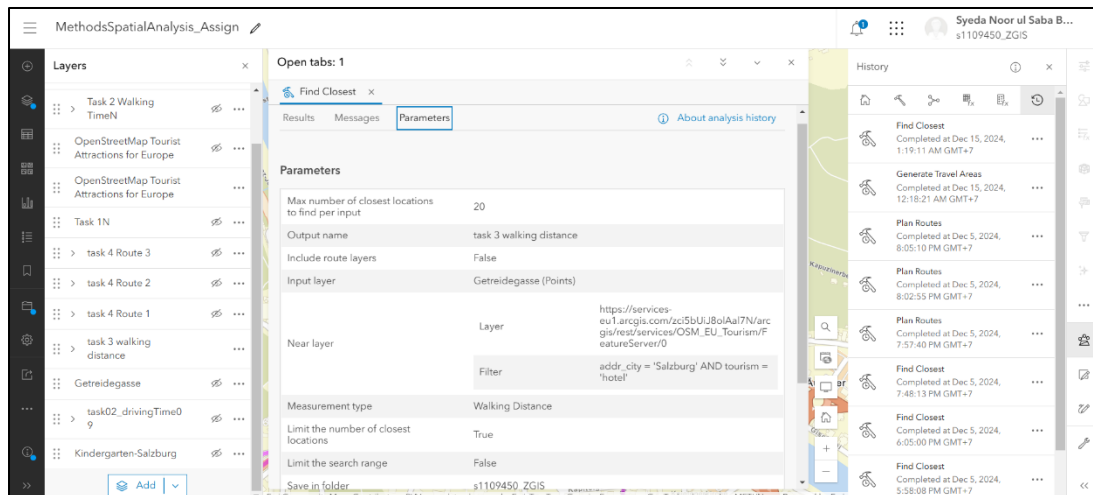 MethodsSpatialAnalysis_Assign
1
Syeda Noor ul Saba B...
s1109450_ZGIS
Layers
Task 2 Walking
TimeN
OpenStreetMap Tourist
Attractions for Europe
OpenStreetMap Tourist
Attractions for Europe
Task 1N
task 4 Route 3
task 4 Route 2
task 4 Route 1
task 3 walking
distance
Getreidegasse
task02_drivingTime0
9
Kindergarten-Salzburg
Add
Open tabs: 1
Find Closest
Results Messages Parameters About analysis history
Parameters
Max number of closest locations
to find per input
20
Output name task 3 walking distance
Include route layers False
Input layer Getreidegasse (Points)
Near layer
Layer
https://services-
eu1.arcgis.com/zci5bUiJ8olAal7N/arc
gis/rest/services/OSM_EU_Tourism/F
eatureServer/0
Filter
addr_city = 'Salzburg' AND tourism =
'hotel'
Measurement type Walking Distance
Limit the number of closest
locations
True
Limit the search range False
Save in folder s1109450_ZGIS
History
Find Closest
Completed at Dec 15, 2024,
1:19:11 AM GMT+7
Generate Travel Areas
Completed at Dec 15, 2024,
12:18:21 AM GMT+7
Plan Routes
Completed at Dec 5, 2024,
8:05:10 PM GMT+7
Plan Routes
Completed at Dec 5, 2024,
8:02:55 PM GMT+7
Plan Routes
Completed at Dec 5, 2024,
7:57:40 PM GMT+7
Find Closest
Completed at Dec 5, 2024,
7:48:13 PM GMT+7
Find Closest
Completed at Dec 5, 2024,
6:05:00 PM GMT+7
Find Closest
Completed at Dec 5, 2024,
5:58:08 PM GMT+7